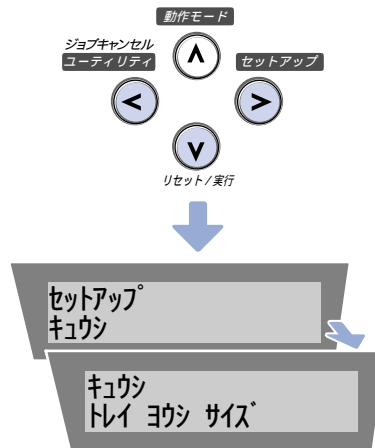 動作モード
ジョブキャンセル
ユーティリティ
セットアップ
リセット/実行
セットアップ
キュウシ
キュウシ
トレイ ヨウシ サイズ